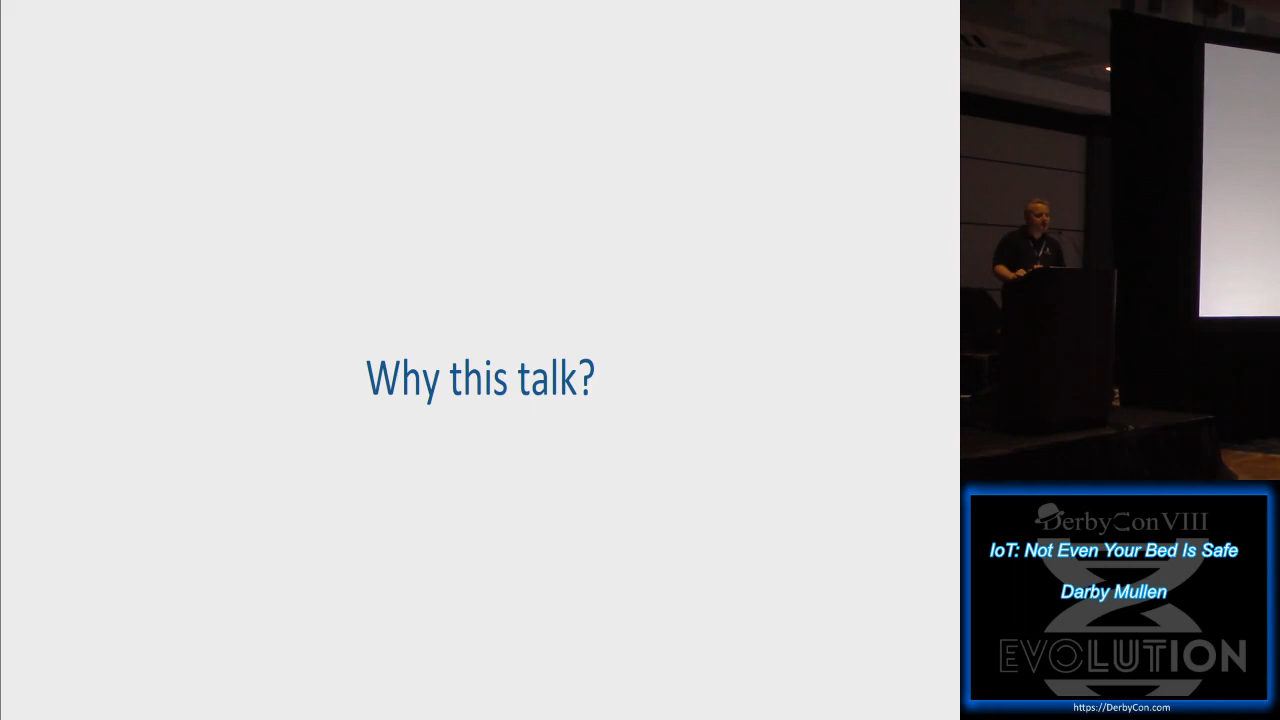 Why this talk?
DerbyCon VIII
IoT: Not Even Your Bed Is Safe
Darby Mullen
EVOLUTION
https://DerbyCon.com